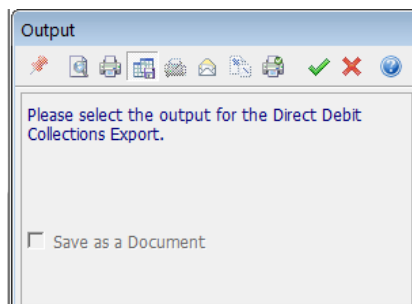 Output
Please select the output for the Direct Debit
Collections Export.
Save as a Document